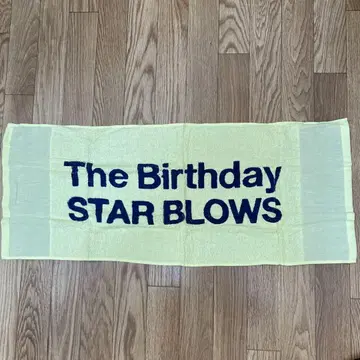 The Birthday
STAR BLOWS